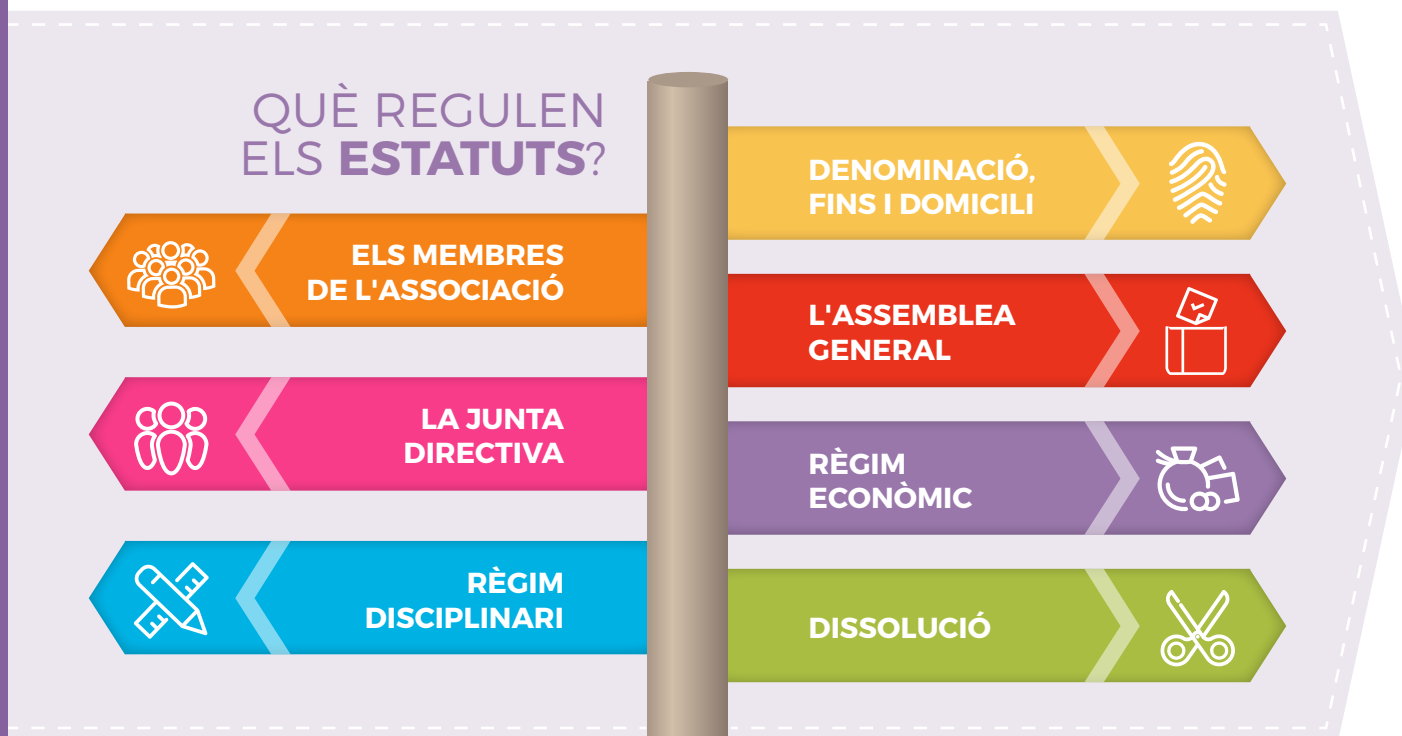 QUÈ REGULEN
ELS ESTATUTS?
ELS MEMBRES
DE L'ASSOCIACIÓ
LA JUNTA
DIRECTIVA
RÈGIM
DISCIPLINARI
DENOMINACIÓ,
FINS I DOMICILI
L'ASSEMBLEA
GENERAL
RÈGIM
ECONÒMIC
DISSOLUCIÓ